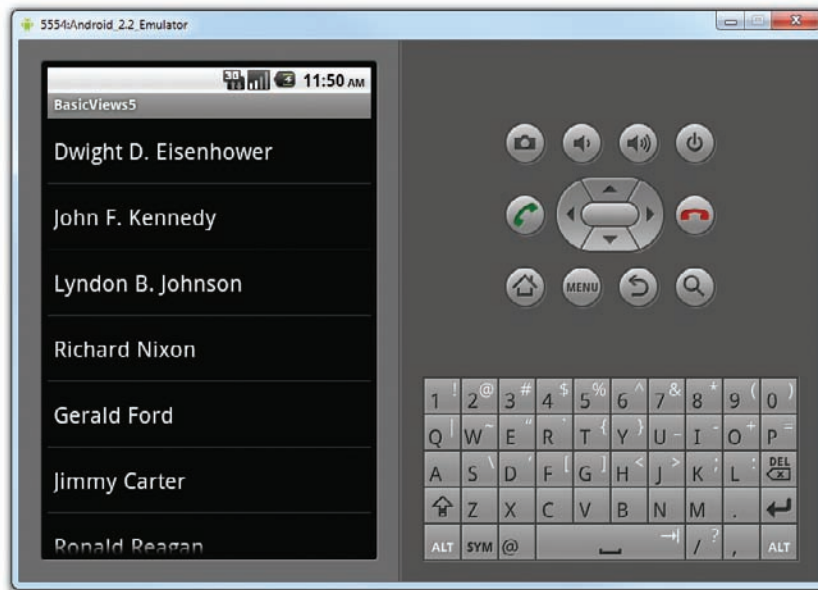 5554:Android_2.2_Emulator
11:50 AM
BasicViews5
Dwight D. Eisenhower
John F. Kennedy
Lyndon B. Johnson
Richard Nixon
Gerald Ford
Jimmy Carter
Ronald Reagan
MENU
1 ! 2 @ 3 # 4 $ 5 % 6 ^ 7 & 8 * 9 ( 0 )
Q | W ~ E " R ` T { Y } U _ I - O + P =
A S \ D ' F [ G ] H < J > K ; L : DEL
Z X C V B N M .
ALT SYM @ / ? , ALT